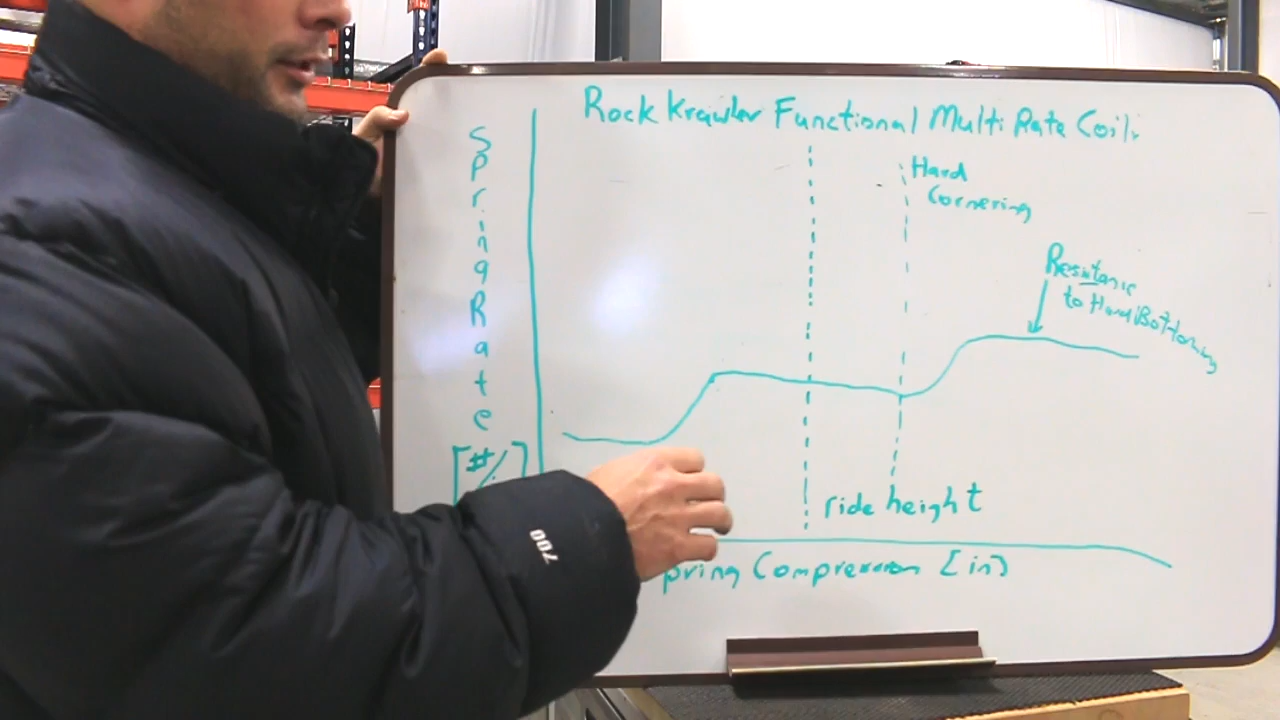 Rock Krawler Functional Multi Rate Coils
Spring Rate
[#/
Hard
Cornering
Resistance
to Hard Bottoming
ride height
pring Compression [in]
700